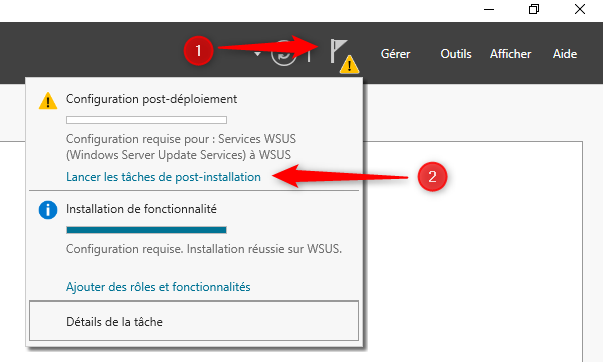 1
Gérer Outils Afficher Aide
Configuration post-déploiement
Configuration requise pour : Services WSUS
(Windows Server Update Services) à WSUS
Lancer les tâches de post-installation
2
Installation de fonctionnalité
Configuration requise. Installation réussie sur WSUS.
Ajouter des rôles et fonctionnalités
Détails de la tâche